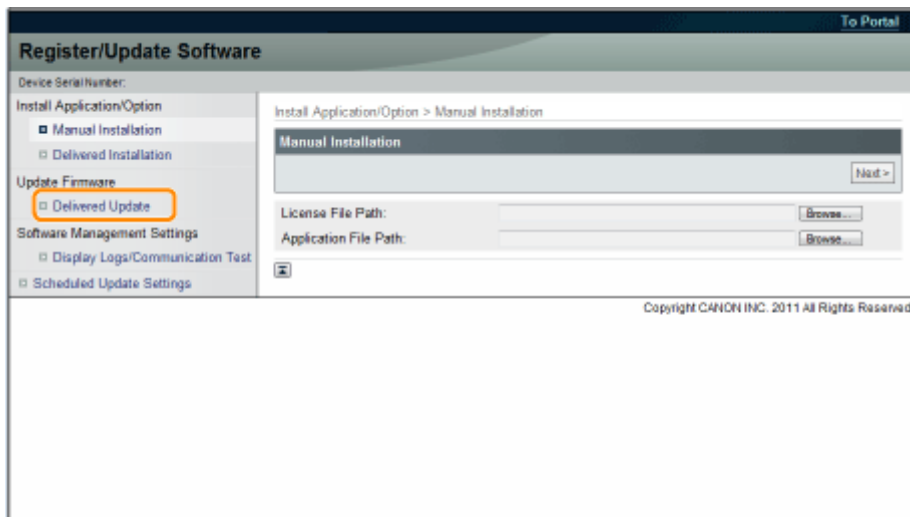 To Portal
Register/Update Software
Device Serial Number:
Install Application/Option
Manual Installation
Delivered Installation
Update Firmware
Delivered Update
Software Management Settings
Display Logs/Communication Test
Scheduled Update Settings
Install Application/Option > Manual Installation
Manual Installation
Next >
License File Path:
Browse...
Application File Path:
Browse...
Copyright CANON INC. 2011 All Rights Reserved